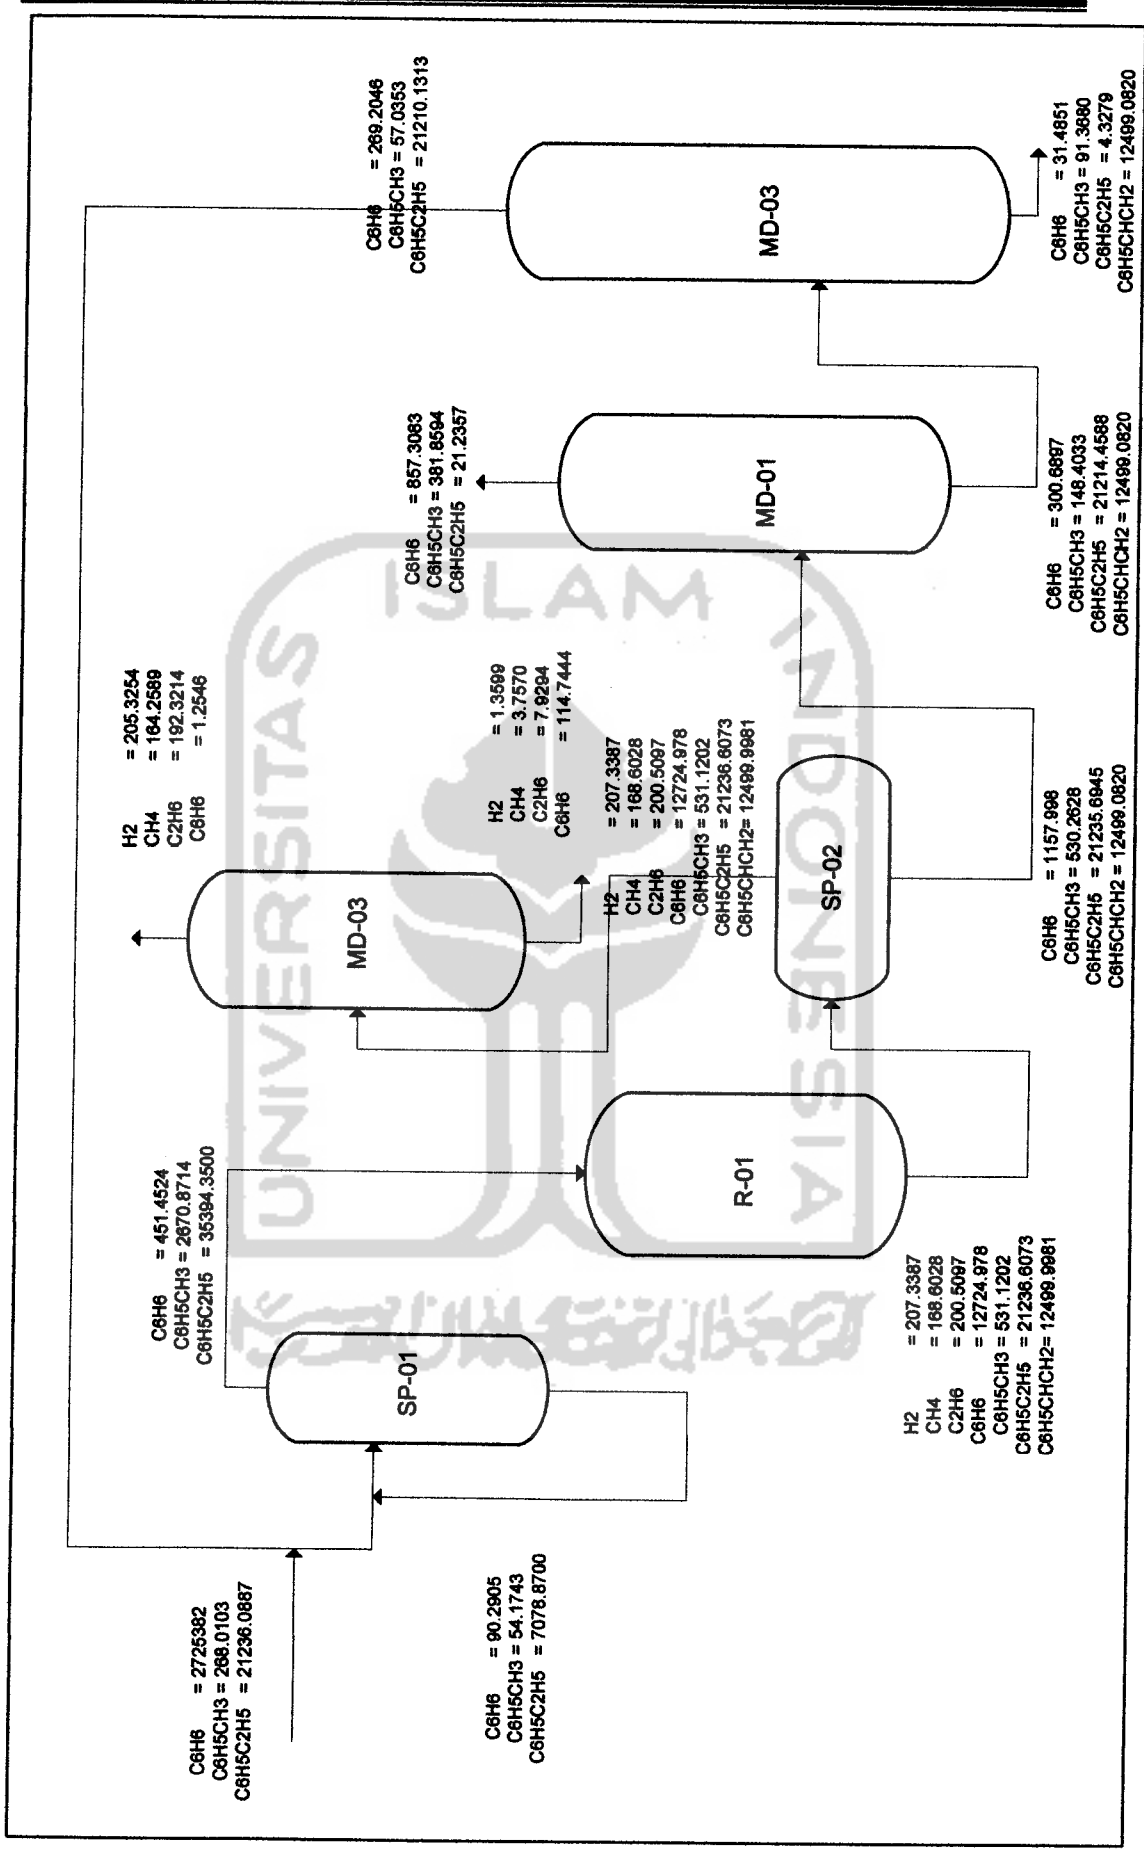 C6H6 = 2725382
C6H5CH3 = 268.0103
C6H5C2H5 = 21236.0887
C6H6 = 90.2905
C6H5CH3 = 54.1743
C6H5C2H5 = 7078.8700
C6H6 = 451.4524
C6H5CH3 = 2670.8714
C6H5C2H5 = 35394.3500
SP-01
R-01
H2 = 207.3387
CH4 = 168.6028
C2H6 = 200.5097
C6H6 = 12724.978
C6H5CH3 = 531.1202
C6H5C2H5 = 21236.6073
C6H5CHCH2= 12499.9981
MD-03
H2 = 205.3254
CH4 = 164.2589
C2H6 = 192.3214
C6H6 = 1.2546
H2 = 1.3599
CH4 = 3.7570
C2H6 = 7.9294
C6H6 = 114.7444
H2 = 207.3387
CH4 = 168.6028
C2H6 = 200.5097
C6H6 = 12724.978
C6H5CH3 = 531.1202
C6H5C2H5 = 21236.6073
C6H5CHCH2= 12499.9981
SP-02
C6H6 = 1157.998
C6H5CH3 = 530.2628
C6H5C2H5 = 21235.6945
C6H5CHCH2 = 12499.0820
C6H6 = 857.3083
C6H5CH3 = 381.8594
C6H5C2H5 = 21.2357
MD-01
C6H6 = 300.6897
C6H5CH3 = 148.4033
C6H5C2H5 = 21214.4588
C6H5CHCH2 = 12499.0820
C6H6 = 269.2046
C6H5CH3 = 57.0353
C6H5C2H5 = 21210.1313
MD-03
C6H6 = 31.4851
C6H5CH3 = 91.3680
C6H5C2H5 = 4.3279
C6H5CHCH2 = 12499.0820
UNIVERSITAS
ISLAM
INDONESIA